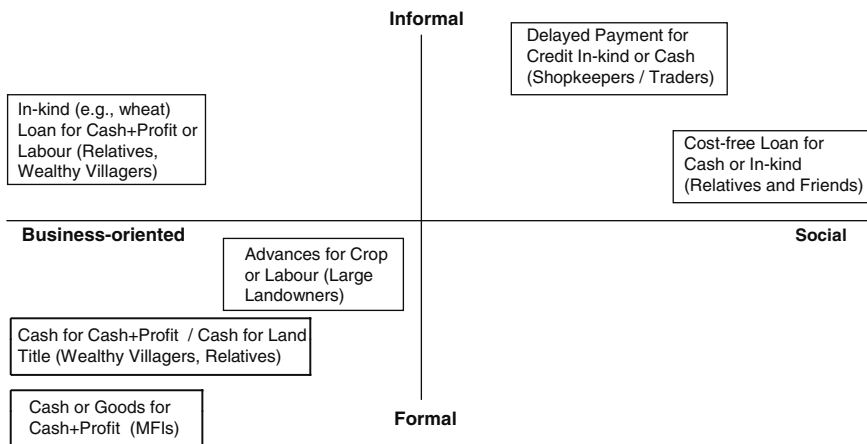 Informal
Delayed Payment for
Credit In-kind or Cash
(Shopkeepers / Traders)
In-kind (e.g., wheat)
Loan for Cash+Profit or
Labour (Relatives,
Wealthy Villagers)
Cost-free Loan for
Cash or In-kind
(Relatives and Friends)
Business-oriented
Social
Advances for Crop
or Labour (Large
Landowners)
Cash for Cash+Profit / Cash for Land
Title (Wealthy Villagers, Relatives)
Cash or Goods for
Cash+Profit (MFIs)
Formal